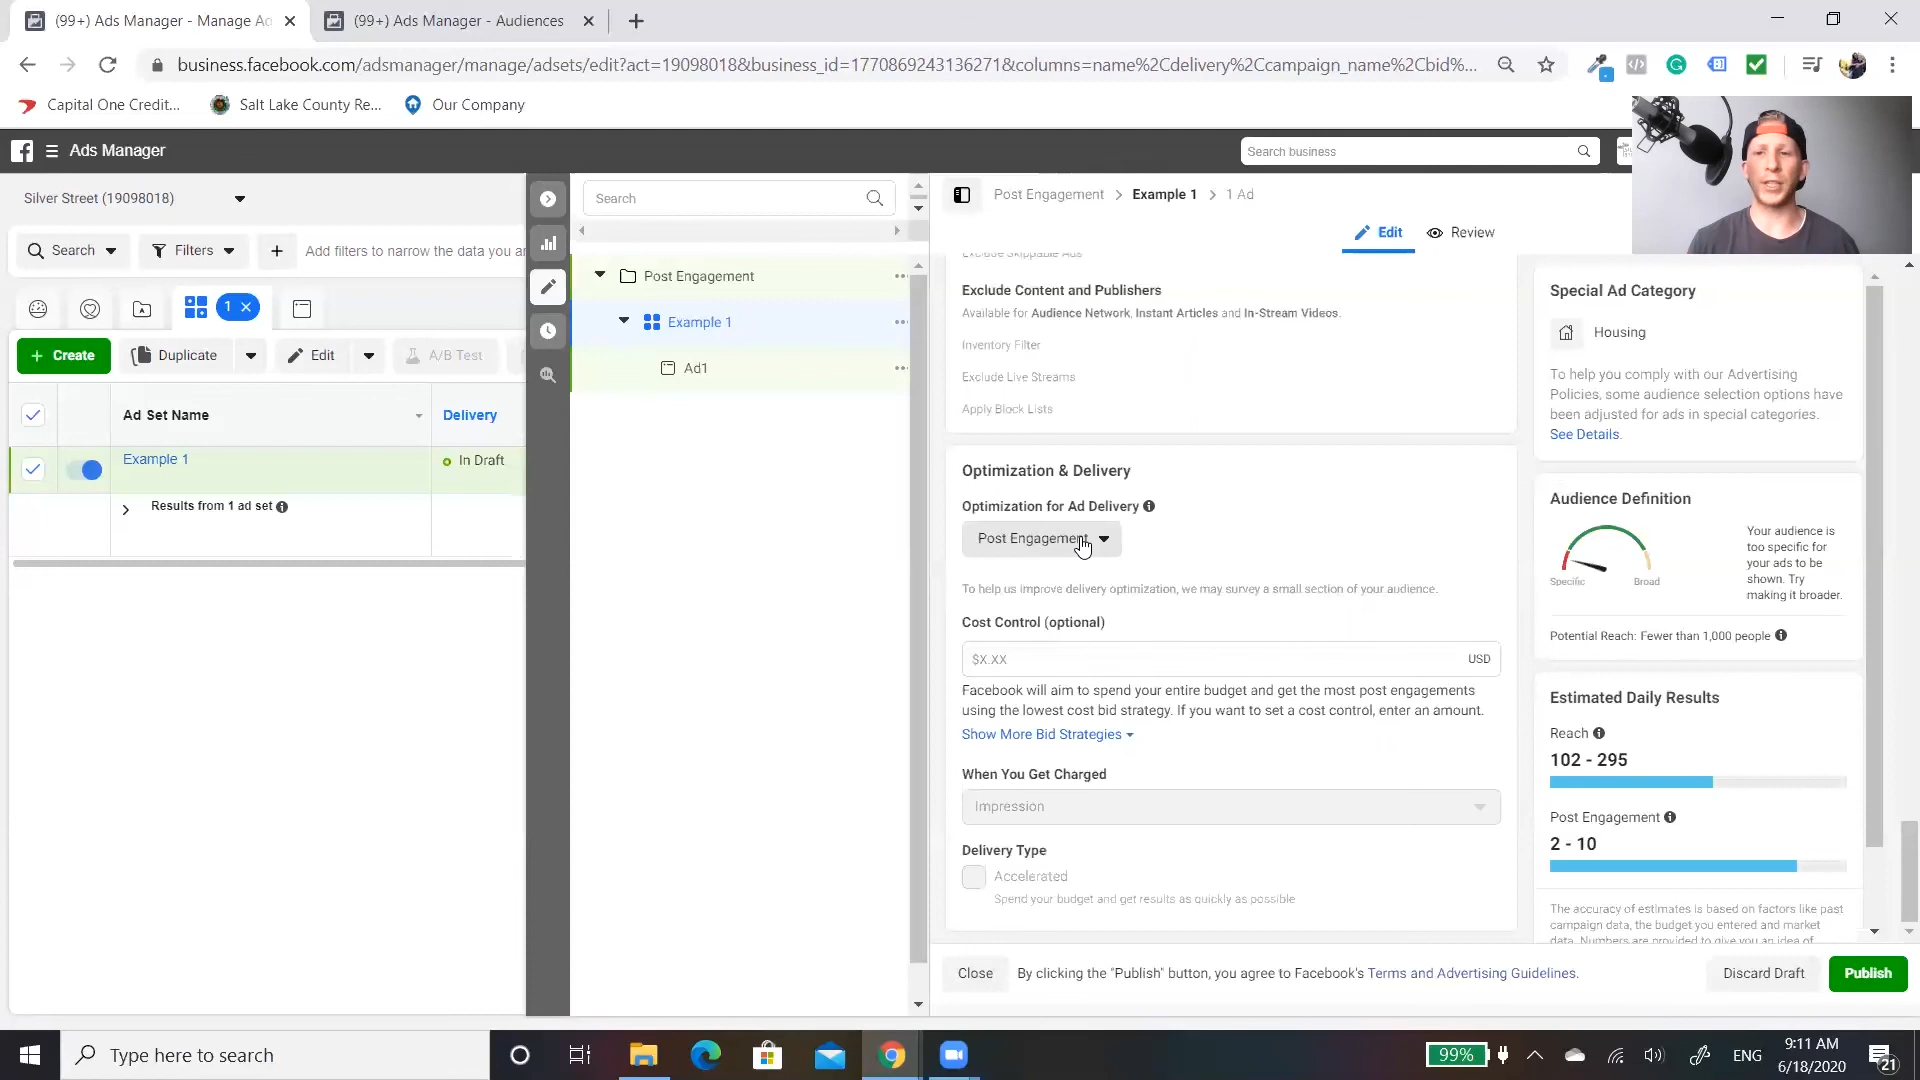 (99+) Ads Manager - Manage Ad
(99+) Ads Manager - Audiences
business.facebook.com/adsmanager/manage/adsets/edit?act=19098018&business_id=1770869243136271&columns=name%2Cdelivery%2Ccampaign_name%2Cbid%...
Capital One Credit...
Salt Lake County Re...
Our Company
Ads Manager
Search business
Silver Street (19098018)
Search
Post Engagement > Example 1 > 1 Ad
Edit
Review
Search
Filters
Add filters to narrow the data you ar
1
Create
Duplicate
Edit
A/B Test
Ad Set Name
Delivery
Example 1
In Draft
Results from 1 ad set
Post Engagement
Example 1
Ad1
Exclude Skippable Ads
Exclude Content and Publishers
Available for Audience Network, Instant Articles and In-Stream Videos.
Inventory Filter
Exclude Live Streams
Apply Block Lists
Optimization & Delivery
Optimization for Ad Delivery
Post Engagement
To help us improve delivery optimization, we may survey a small section of your audience.
Cost Control (optional)
$X.XX
USD
Facebook will aim to spend your entire budget and get the most post engagements
using the lowest cost bid strategy. If you want to set a cost control, enter an amount.
Show More Bid Strategies
When You Get Charged
Impression
Delivery Type
Accelerated
Spend your budget and get results as quickly as possible
Special Ad Category
Housing
To help you comply with our Advertising
Policies, some audience selection options have
been adjusted for ads in special categories.
See Details.
Audience Definition
Specific
Broad
Your audience is
too specific for
your ads to be
shown. Try
making it broader.
Potential Reach: Fewer than 1,000 people
Estimated Daily Results
Reach
102 - 295
Post Engagement
2 - 10
The accuracy of estimates is based on factors like past
campaign data, the budget you entered and market
data. Numbers are provided to give you an idea of
Close
By clicking the "Publish" button, you agree to Facebook's Terms and Advertising Guidelines.
Discard Draft
Publish
Type here to search
99%
ENG
9:11 AM
6/18/2020
21